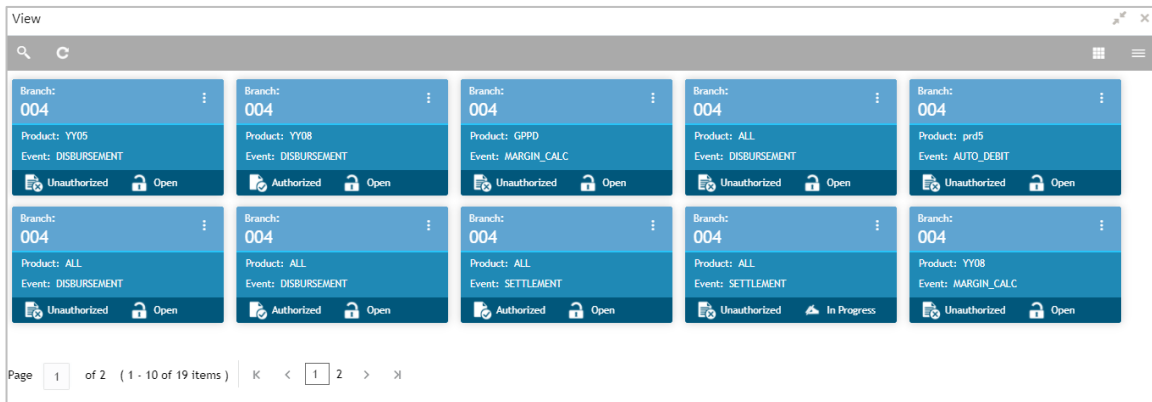 View
Branch:
004
Product: YY05
Event: DISBURSEMENT
Unauthorized Open
Branch:
004
Product: YY08
Event: DISBURSEMENT
Authorized Open
Branch:
004
Product: GPPD
Event: MARGIN_CALC
Unauthorized Open
Branch:
004
Product: ALL
Event: DISBURSEMENT
Unauthorized Open
Branch:
004
Product: prd5
Event: AUTO_DEBIT
Unauthorized Open
Branch:
004
Product: ALL
Event: DISBURSEMENT
Unauthorized Open
Branch:
004
Product: ALL
Event: DISBURSEMENT
Authorized Open
Branch:
004
Product: ALL
Event: SETTLEMENT
Authorized Open
Branch:
004
Product: ALL
Event: SETTLEMENT
Unauthorized In Progress
Branch:
004
Product: YY08
Event: MARGIN_CALC
Unauthorized Open
Page 1 of 2 ( 1 - 10 of 19 items ) 1 2